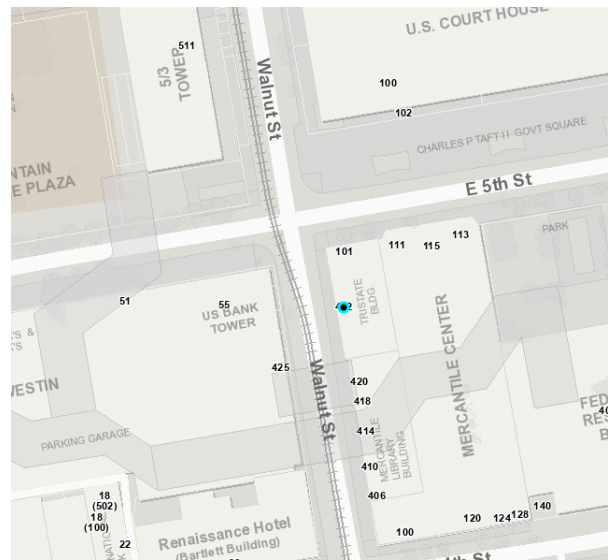 U.S. COURT HOUSE
511
5/3
TOWER
Walnut St
100
102
CHARLES P TAFT II GOVT SQUARE
NTAIN
E PLAZA
E 5th St
PARK
101
111
115
113
TRISTATE
BLDG.
51
55
US BANK
TOWER
MERCANTILE CENTER
425
Walnut St
420
418
WESTIN
414
PARKING GARAGE
MERCANTILE
LIBRARY
BUILDING
410
406
FED
RES
B
18
(502)
18
(100)
22
Renaissance Hotel
(Bartlett Building)
100
120
124
128
140